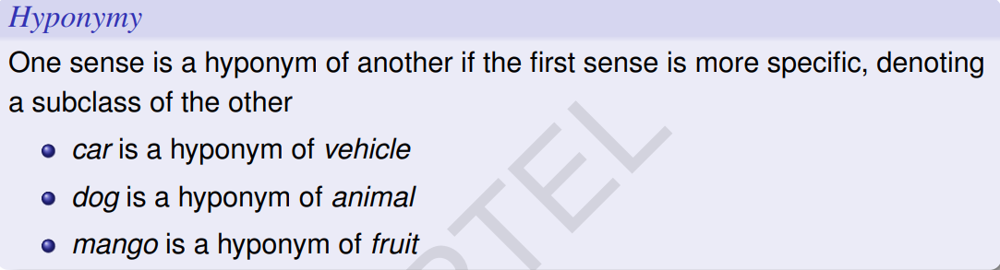 Hyponymy
One sense is a hyponym of another if the first sense is more specific, denoting
a subclass of the other
car is a hyponym of vehicle
dog is a hyponym of animal
mango is a hyponym of fruit